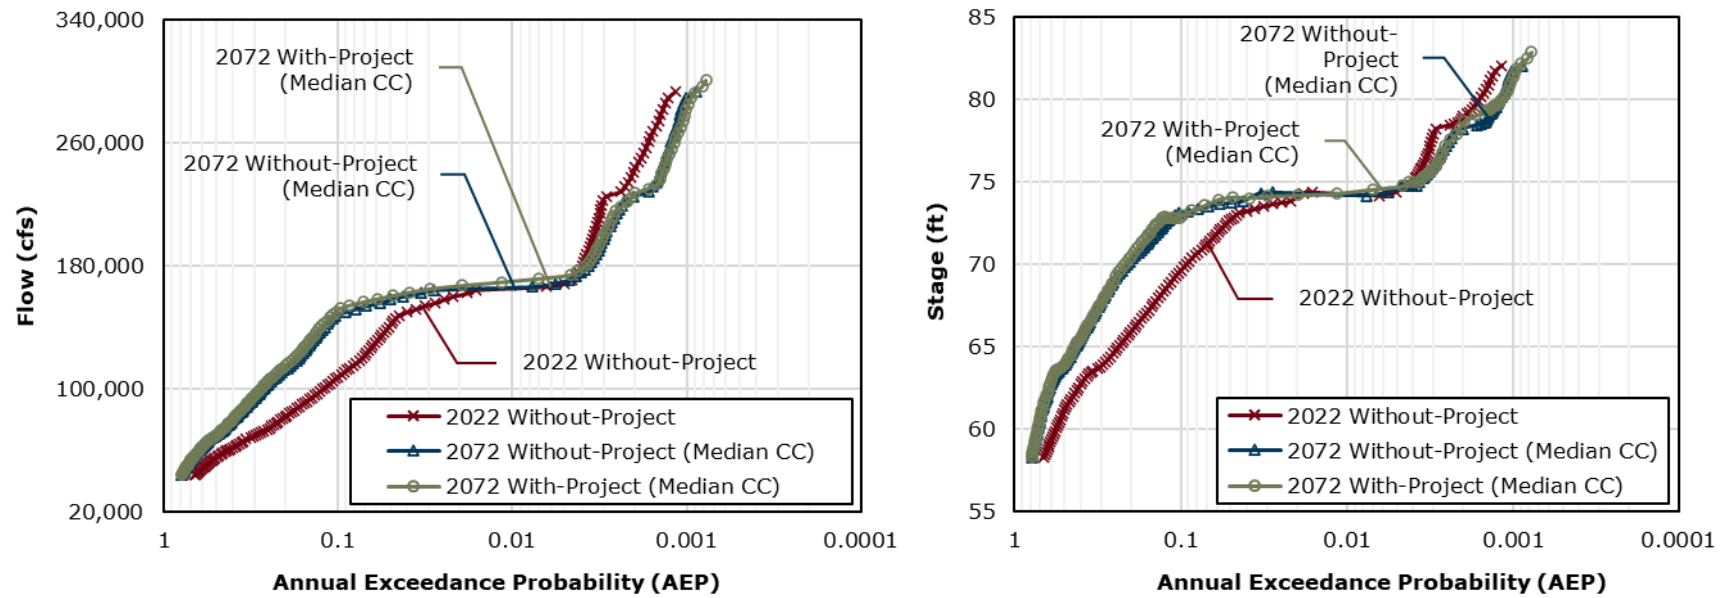 340,000
260,000
180,000
100,000
20,000
Flow (cfs)
2072 With-Project
(Median CC)
2072 Without-Project
(Median CC)
2022 Without-Project
2022 Without-Project
2072 Without-Project (Median CC)
2072 With-Project (Median CC)
1
0.1
0.01
0.001
0.0001
Annual Exceedance Probability (AEP)
85
80
75
70
65
60
55
Stage (ft)
2072 Without-
Project
(Median CC)
2072 With-Project
(Median CC)
2022 Without-Project
2022 Without-Project
2072 Without-Project (Median CC)
2072 With-Project (Median CC)
1
0.1
0.01
0.001
0.0001
Annual Exceedance Probability (AEP)